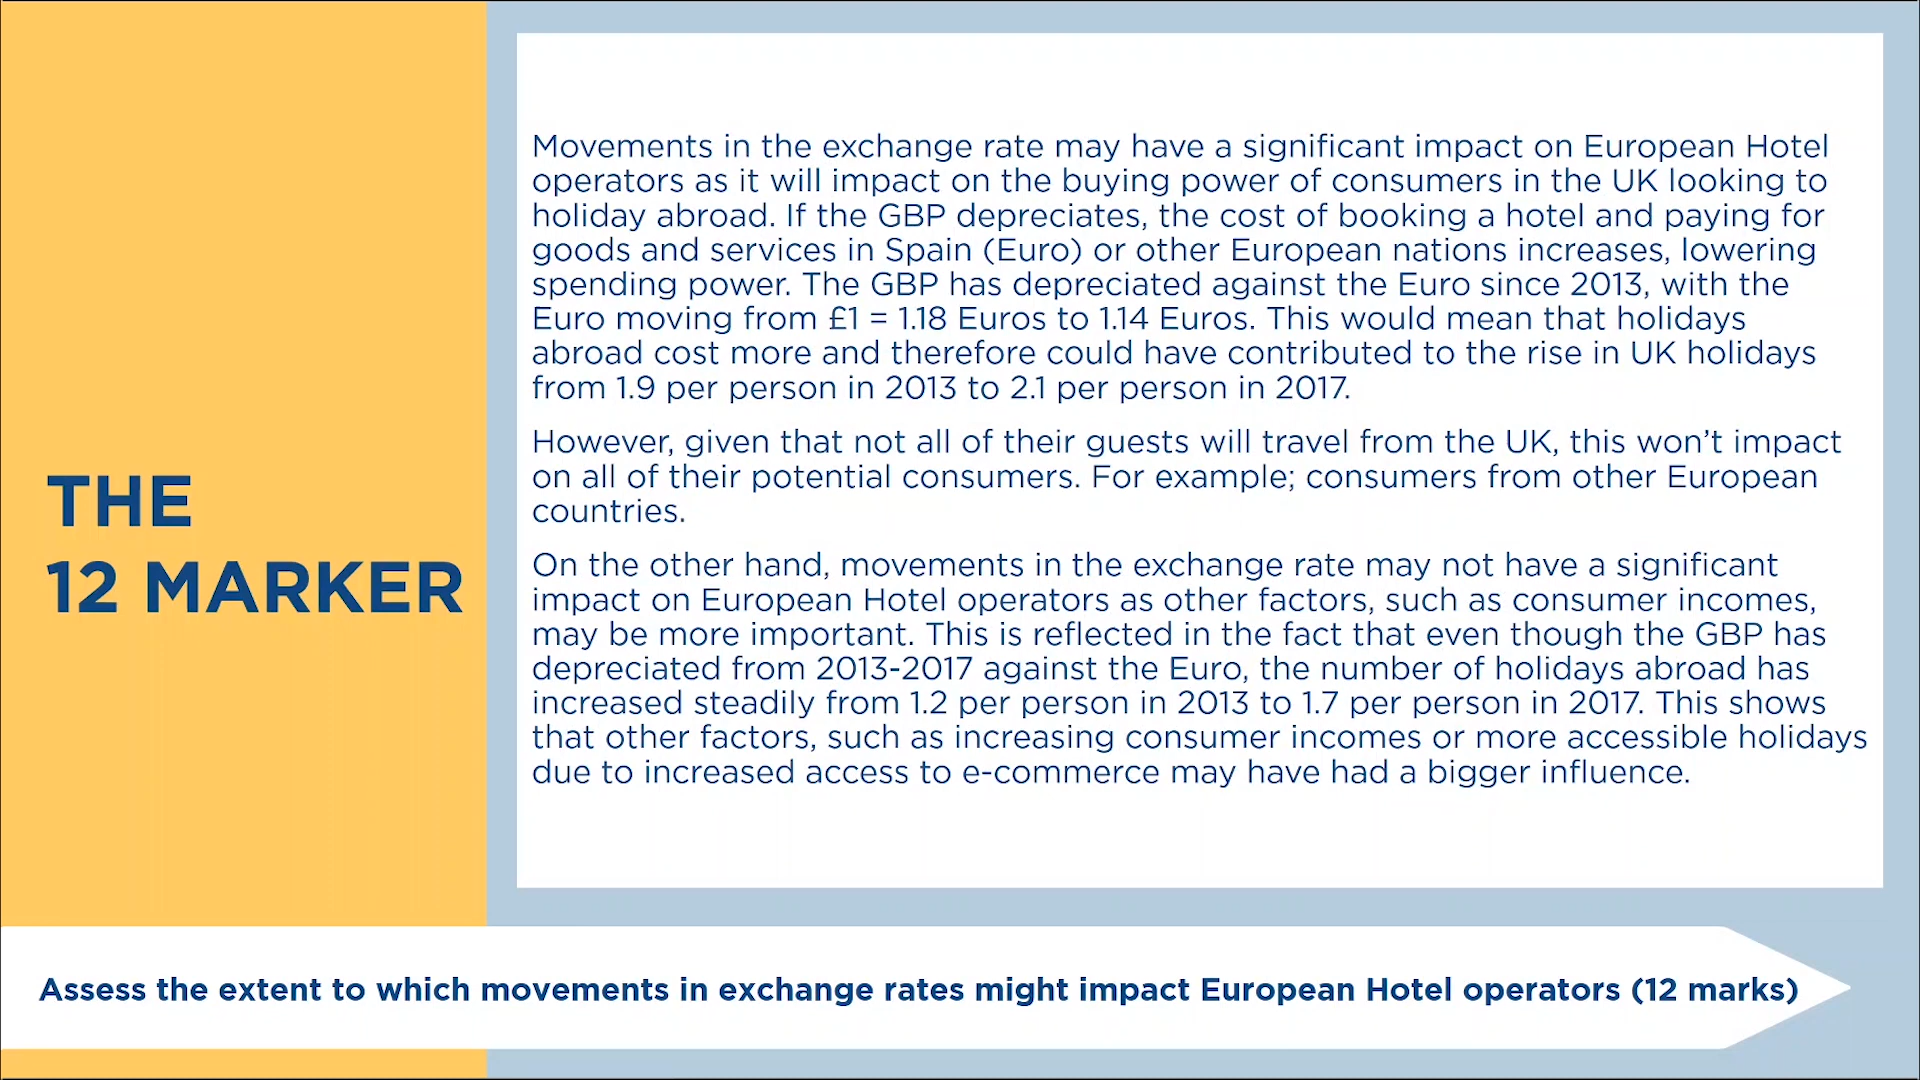 THE
12 MARKER
Movements in the exchange rate may have a significant impact on European Hotel
operators as it will impact on the buying power of consumers in the UK looking to
holiday abroad. If the GBP depreciates, the cost of booking a hotel and paying for
goods and services in Spain (Euro) or other European nations increases, lowering
spending power. The GBP has depreciated against the Euro since 2013, with the
Euro moving from £1 = 1.18 Euros to 1.14 Euros. This would mean that holidays
abroad cost more and therefore could have contributed to the rise in UK holidays
from 1.9 per person in 2013 to 2.1 per person in 2017.
However, given that not all of their guests will travel from the UK, this won’t impact
on all of their potential consumers. For example; consumers from other European
countries.
On the other hand, movements in the exchange rate may not have a significant
impact on European Hotel operators as other factors, such as consumer incomes,
may be more important. This is reflected in the fact that even though the GBP has
depreciated from 2013-2017 against the Euro, the number of holidays abroad has
increased steadily from 1.2 per person in 2013 to 1.7 per person in 2017. This shows
that other factors, such as increasing consumer incomes or more accessible holidays
due to increased access to e-commerce may have had a bigger influence.
Assess the extent to which movements in exchange rates might impact European Hotel operators (12 marks)